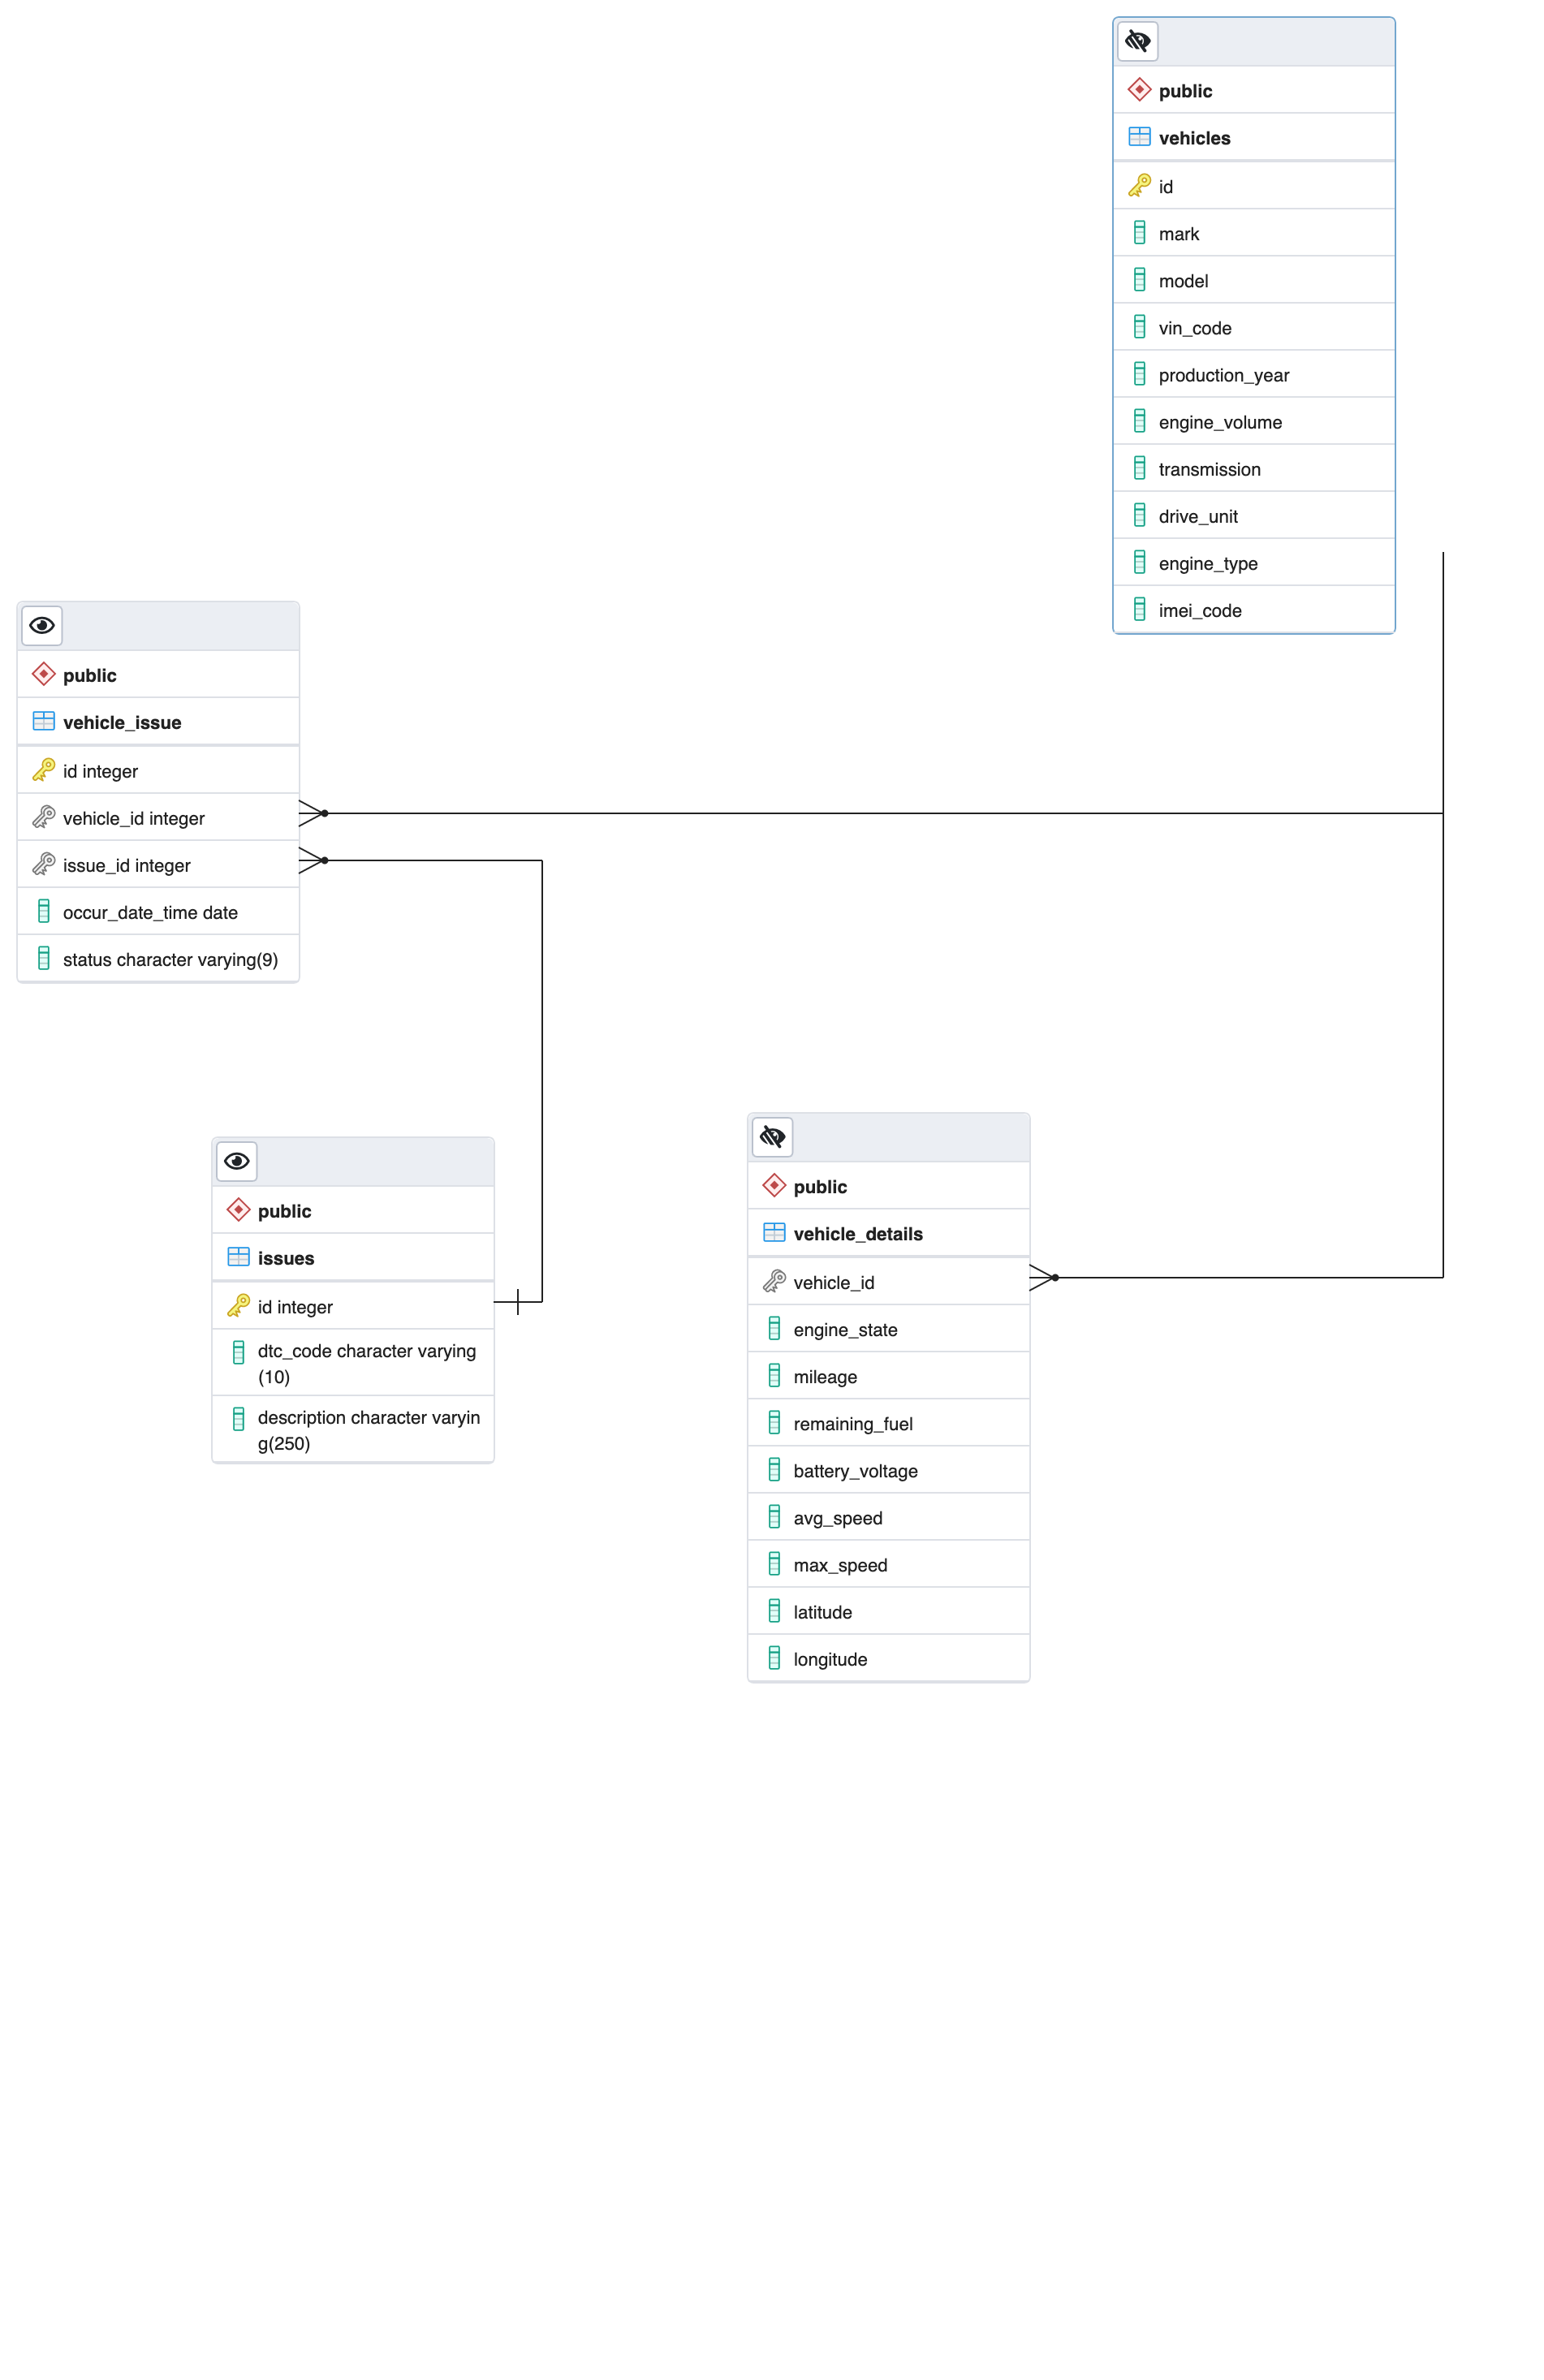 public
vehicles
id
mark
model
vin_code
production_year
engine_volume
transmission
drive_unit
engine_type
imei_code
public
vehicle_issue
id integer
vehicle_id integer
issue_id integer
occur_date_time date
status character varying(9)
public
issues
id integer
dtc_code character varying
(10)
description character varyin
g(250)
public
vehicle_details
vehicle_id
engine_state
mileage
remaining_fuel
battery_voltage
avg_speed
max_speed
latitude
longitude